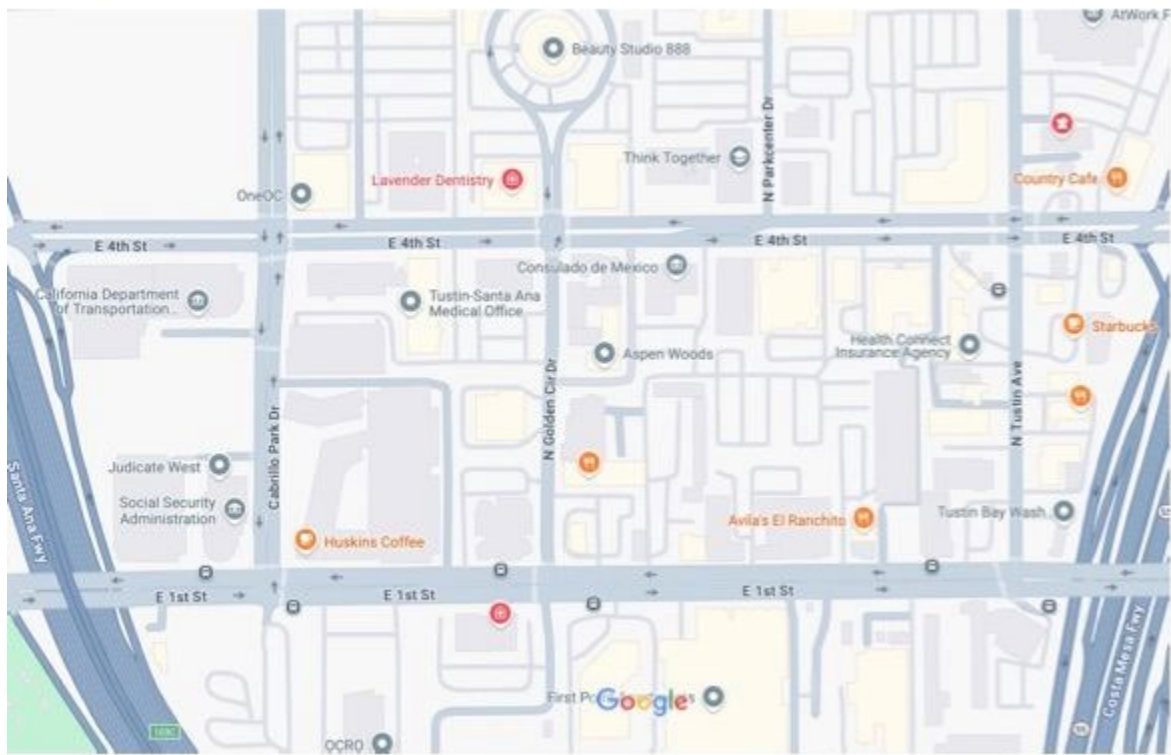 AtWork F
Beauty Studio 888
N Parkcenter Dr
Think Together
Lavender Dentistry
Country Cafe
OneOC
E 4th St
E 4th St
E 4th St
E 4th St
Consulado de Mexico
California Department
of Transportation..
Tustin-Santa Ana
Medical Office
Starbucks
Health Connect
Insurance Agency
Aspen Woods
N Tustin Ave
N Golden Cir Dr
Cabrillo Park Dr
Judicate West
Santa Ana Fwy
Social Security
Administration
Avila's El Ranchito
Tustin Bay Wash
Huskins Coffee
E 1st St
E 1st St
E 1st St
Costa Mesa Fwy
First Po
Google
OCRO